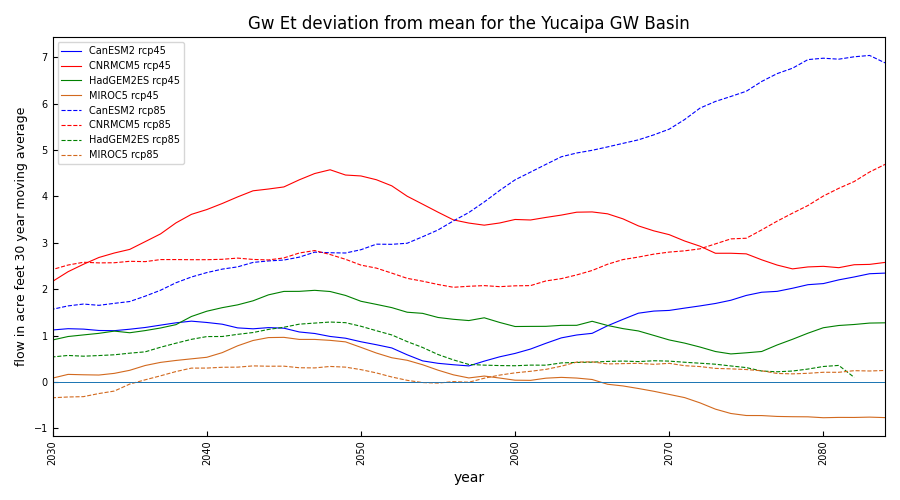 Gw Et deviation from mean for the Yucaipa GW Basin
CanESM2 rcp45
CNRMCM5 rcp45
HadGEM2ES rcp45
MIROC5 rcp45
CanESM2 rcp85
CNRMCM5 rcp85
HadGEM2ES rcp85
MIROC5 rcp85
flow in acre feet 30 year moving average
7
6
5
4
3
2
1
0
−1
2030
2040
2050
2060
2070
2080
year